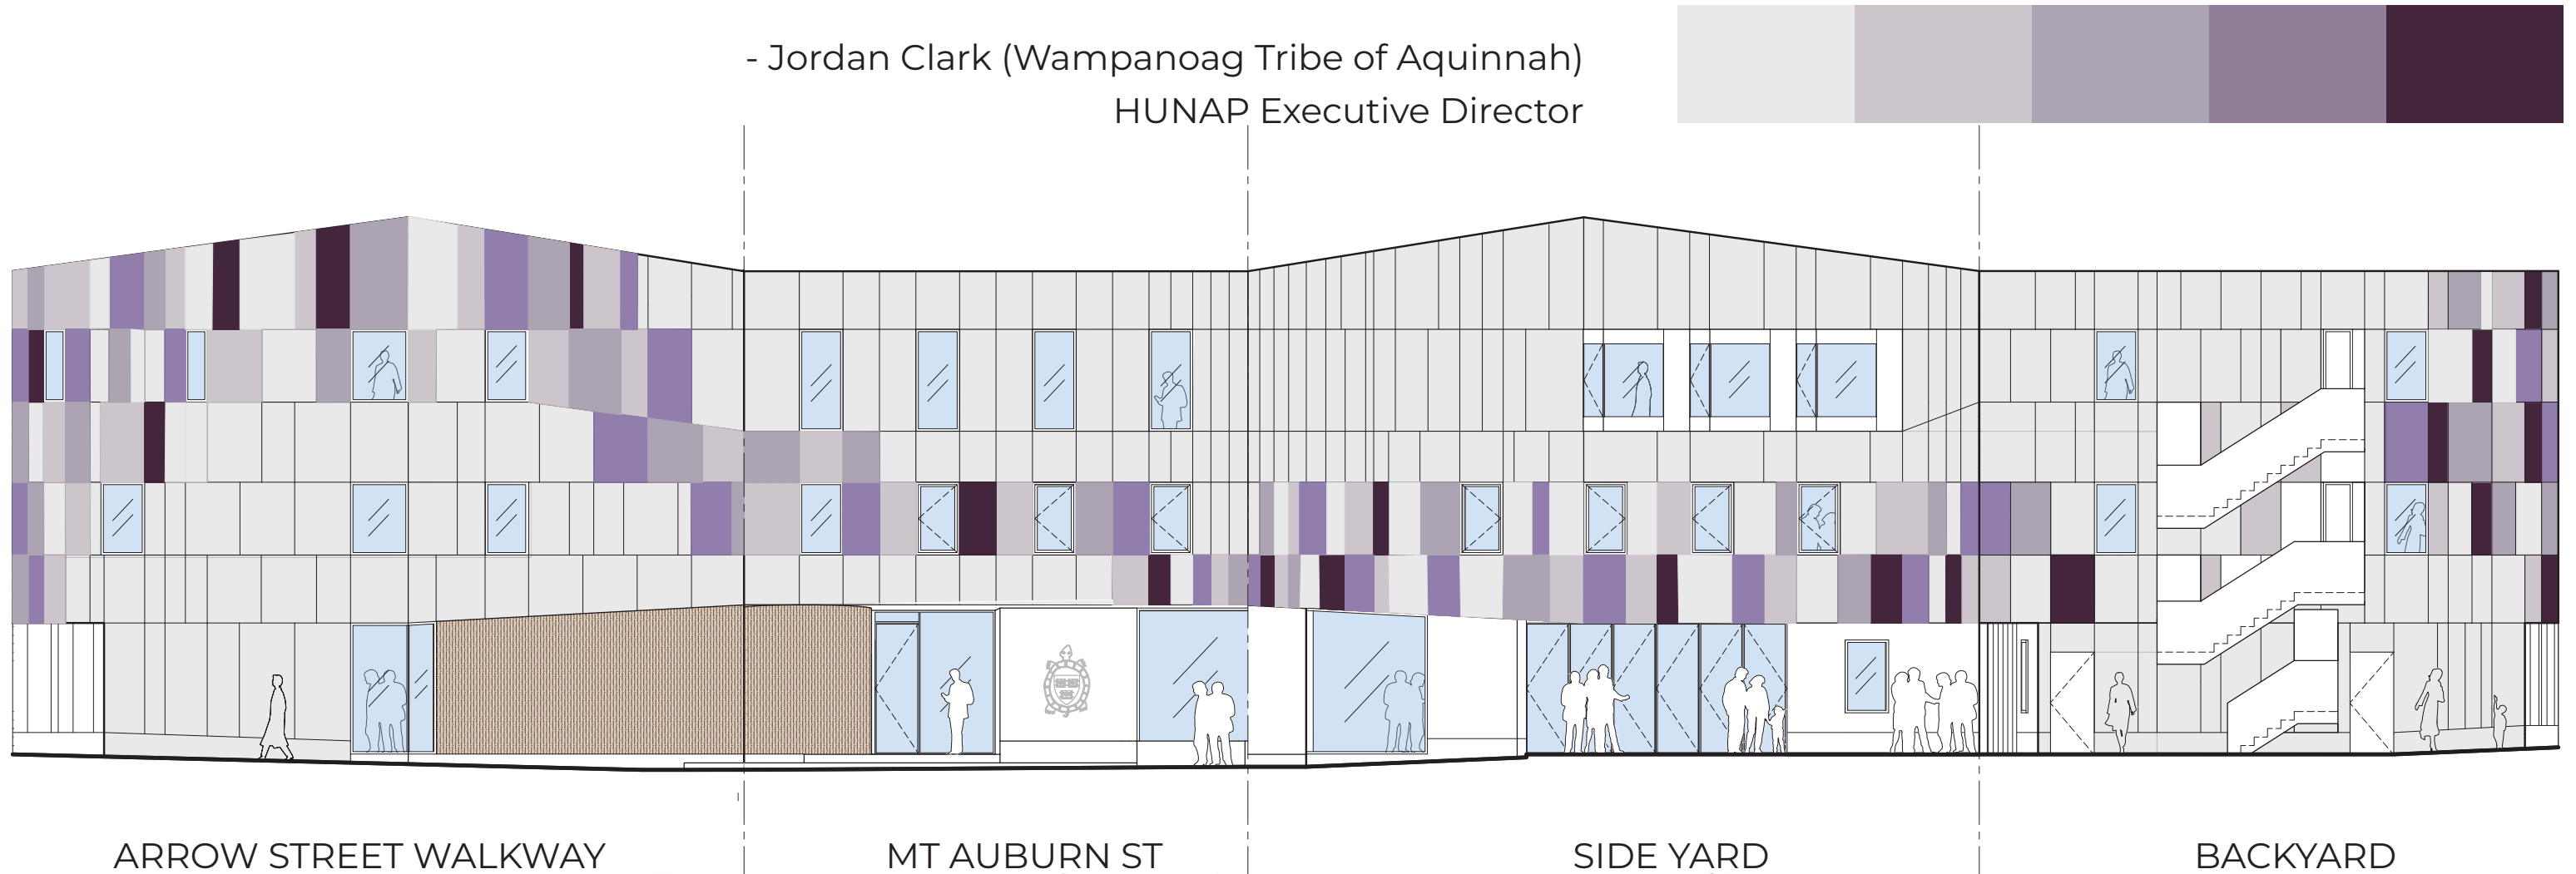 - Jordan Clark (Wampanoag Tribe of Aquinnah)
HUNAP Executive Director
ARROW STREET WALKWAY
MT AUBURN ST
SIDE YARD
BACKYARD